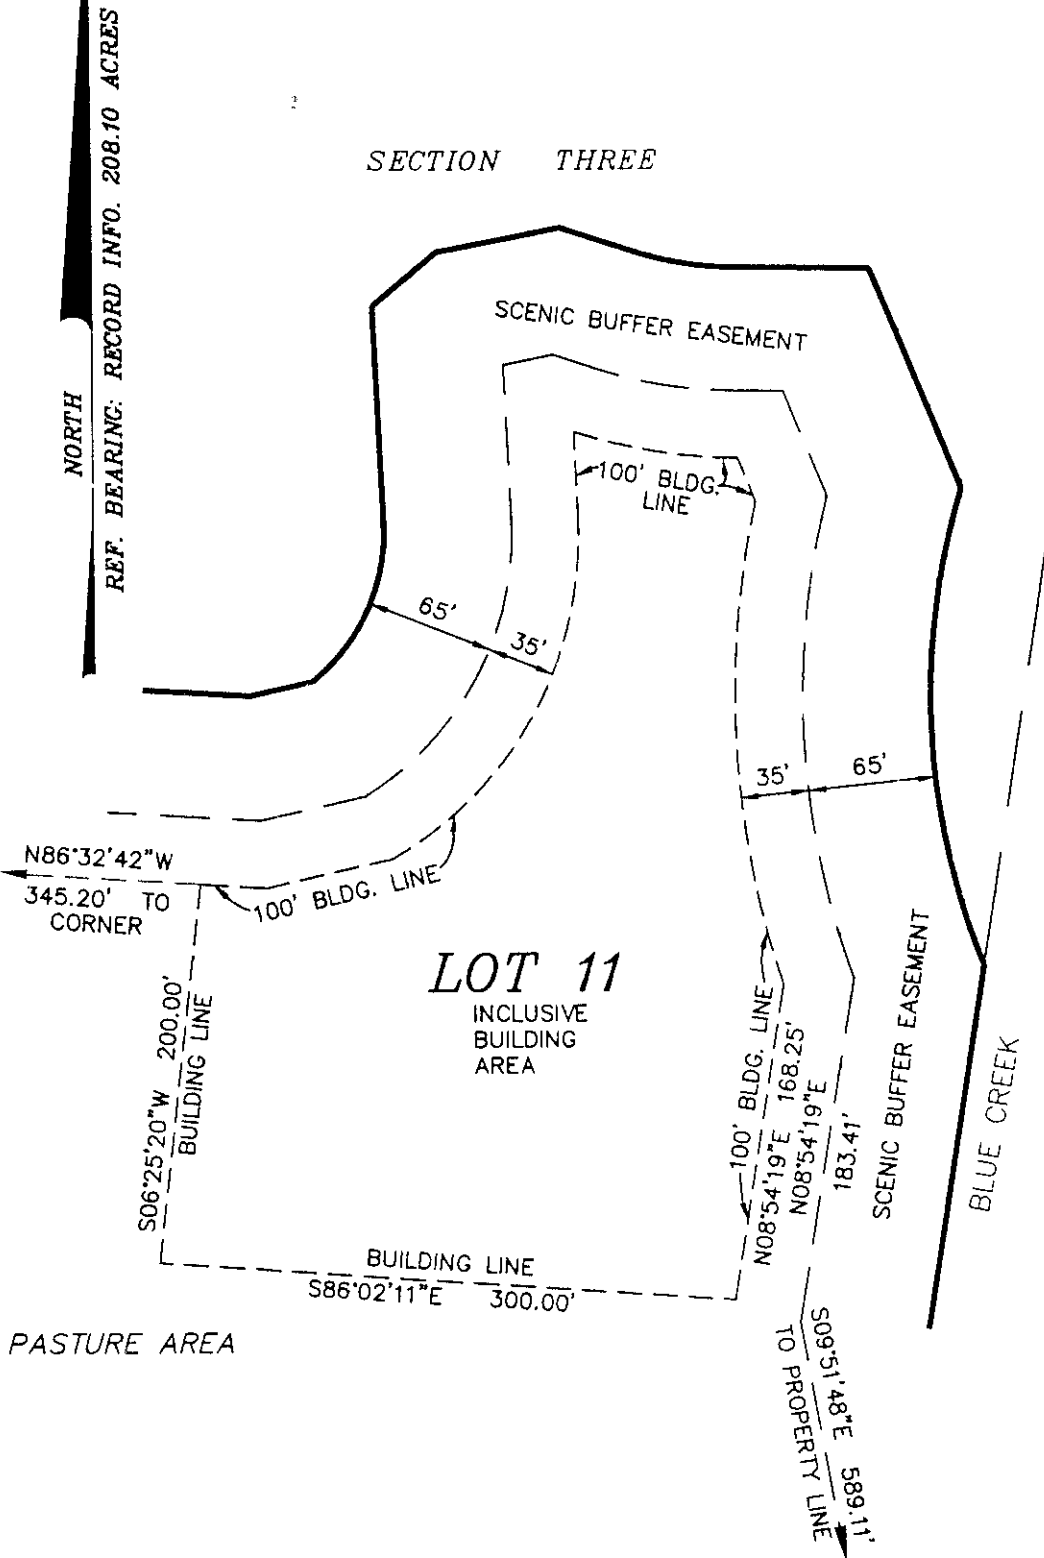 NORTH
REF. BEARING: RECORD INFO. 208.10 ACRES
SECTION THREE
SCENIC BUFFER EASEMENT
100' BLDG.
LINE
65'
35'
35'
65'
N86°32'42"W
345.20' TO
CORNER
100' BLDG. LINE
LOT 11
INCLUSIVE
BUILDING
AREA
S06°25'20"W 200.00'
BUILDING LINE
100' BLDG. LINE
N08°54'19"E 168.25'
N08°54'19"E
183.41'
SCENIC BUFFER EASEMENT
BLUE CREEK
BUILDING LINE
S86°02'11"E 300.00'
PASTURE AREA
S09°51'48"E 589.11'
TO PROPERTY LINE